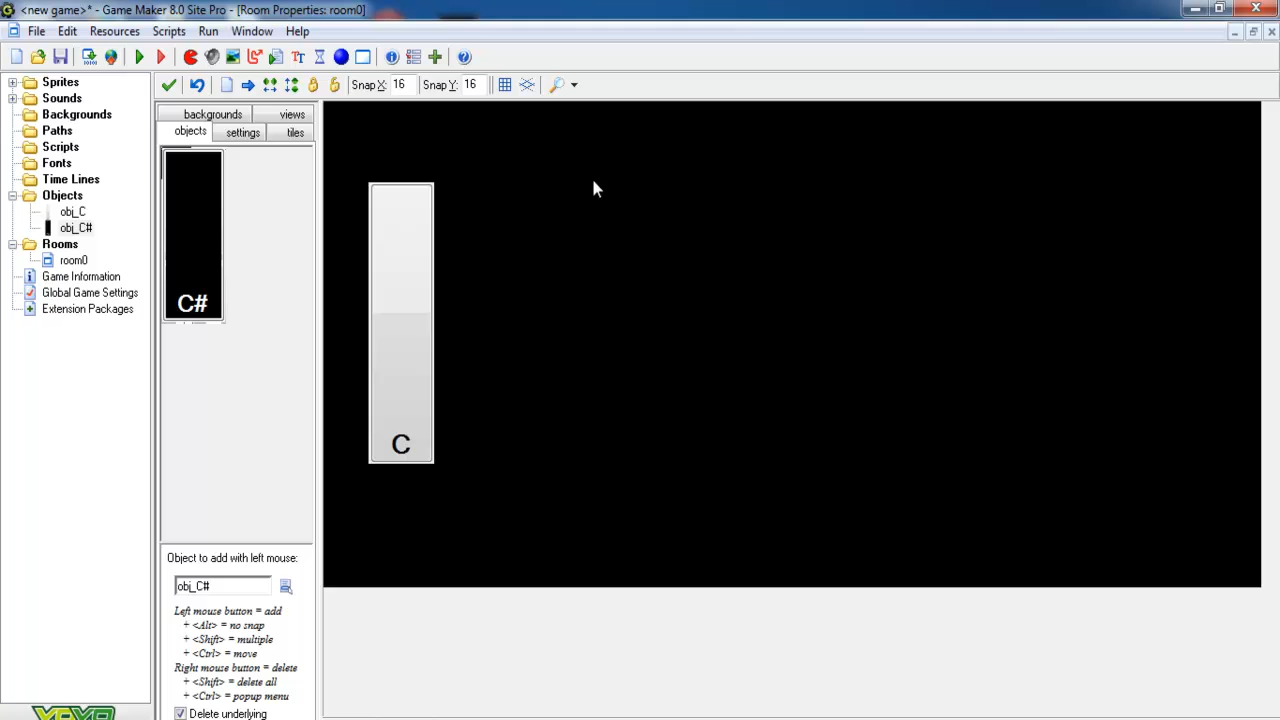 <new game>* - Game Maker 8.0 Site Pro - [Room Properties: room0]
File Edit Resources Scripts Run Window Help
Snap X: 16 Snap Y: 16
Sprites
Sounds
Backgrounds
Paths
Scripts
Fonts
Time Lines
Objects
obj_C
obj_C#
Rooms
room0
Game Information
Global Game Settings
Extension Packages
backgrounds views
objects settings tiles
C#
C
Object to add with left mouse:
obj_C#
Left mouse button = add
+ <Alt> = no snap
+ <Shift> = multiple
+ <Ctrl> = move
Right mouse button = delete
+ <Shift> = delete all
+ <Ctrl> = popup menu
Delete underlying